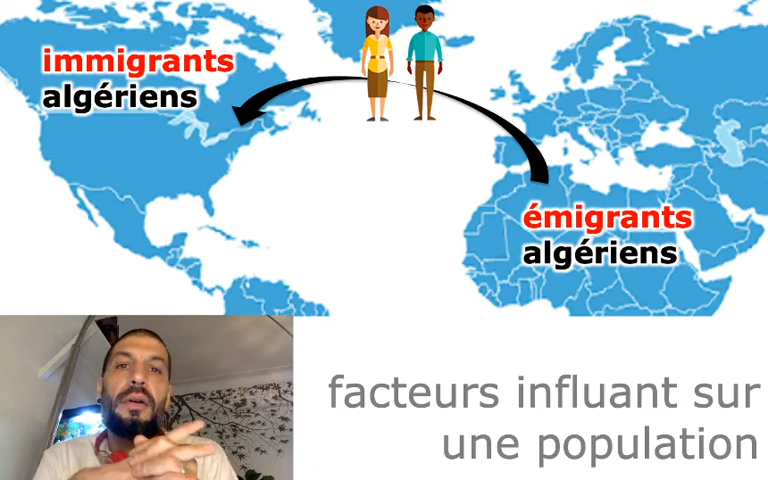 immigrants
algériens
émigrants
algériens
facteurs influant sur
une population